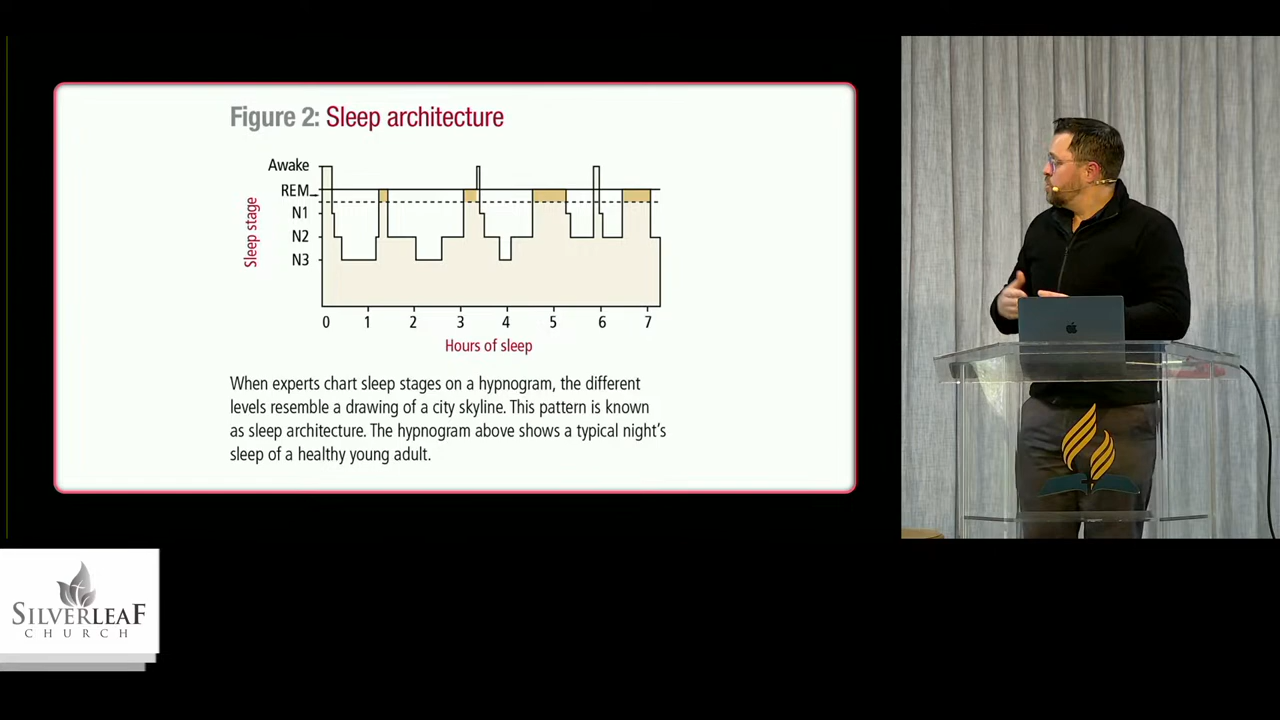 Figure 2: Sleep architecture
Awake
REM
N1
N2
N3
Sleep stage
0 1 2 3 4 5 6 7
Hours of sleep
When experts chart sleep stages on a hypnogram, the different
levels resemble a drawing of a city skyline. This pattern is known
as sleep architecture. The hypnogram above shows a typical night's
sleep of a healthy young adult.
SILVERLEAF
CHURCH